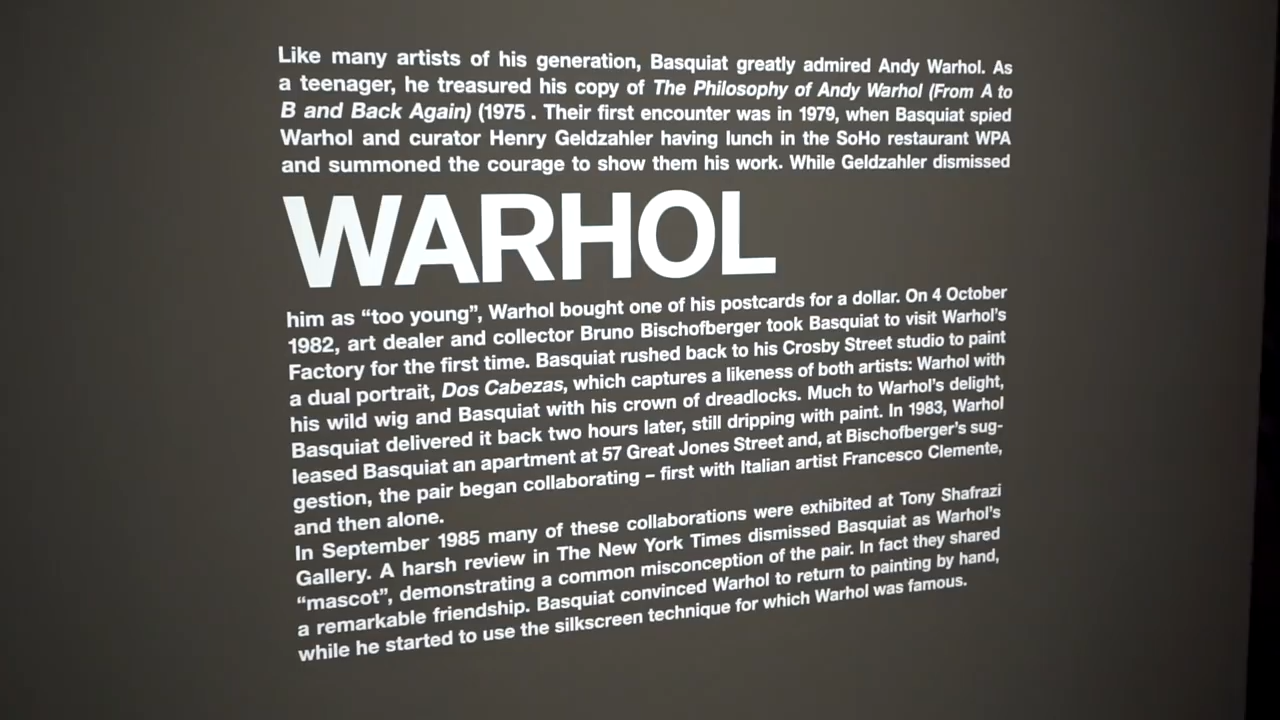 Like many artists of his generation, Basquiat greatly admired Andy Warhol. As
a teenager, he treasured his copy of The Philosophy of Andy Warhol (From A to
B and Back Again) (1975 . Their first encounter was in 1979, when Basquiat spied
Warhol and curator Henry Geldzahler having lunch in the SoHo restaurant WPA
and summoned the courage to show them his work. While Geldzahler dismissed
WARHOL
him as “too young”, Warhol bought one of his postcards for a dollar. On 4 October
1982, art dealer and collector Bruno Bischofberger took Basquiat to visit Warhol’s
Factory for the first time. Basquiat rushed back to his Crosby Street studio to paint
a dual portrait, Dos Cabezas, which captures a likeness of both artists: Warhol with
his wild wig and Basquiat with his crown of dreadlocks. Much to Warhol’s delight,
Basquiat delivered it back two hours later, still dripping with paint. In 1983, Warhol
leased Basquiat an apartment at 57 Great Jones Street and, at Bischofberger’s sug-
gestion, the pair began collaborating – first with Italian artist Francesco Clemente,
and then alone.
In September 1985 many of these collaborations were exhibited at Tony Shafrazi
Gallery. A harsh review in The New York Times dismissed Basquiat as Warhol’s
“mascot”, demonstrating a common misconception of the pair. In fact they shared
a remarkable friendship. Basquiat convinced Warhol to return to painting by hand,
while he started to use the silkscreen technique for which Warhol was famous.